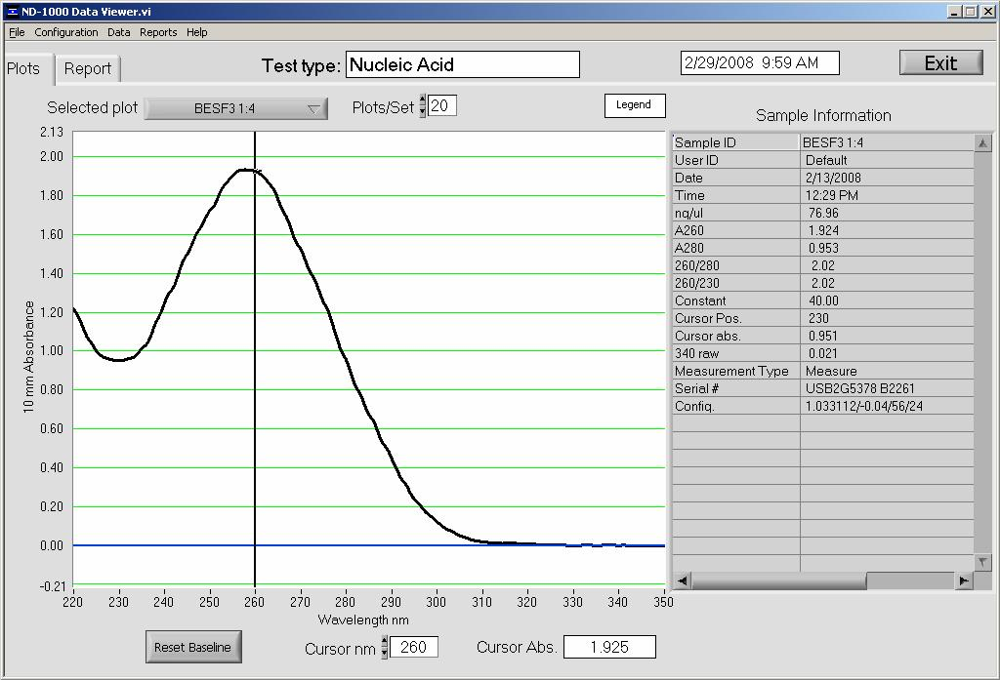 ND-1000 Data Viewer.vi
File Configuration Data Reports Help
Plots Report
Test type: Nucleic Acid
2/29/2008 9:59 AM
Exit
Selected plot BESF3 1:4
Plots/Set 20
Legend
Sample Information
2.13
2.00
1.80
1.60
1.40
1.20
1.00
0.80
0.60
0.40
0.20
0.00
-0.21
10 mm Absorbance
220 230 240 250 260 270 280 290 300 310 320 330 340 350
Wavelength nm
Sample ID BESF3 1:4
User ID Default
Date 2/13/2008
Time 12:29 PM
ng/ul 76.96
A260 1.924
A280 0.953
260/280 2.02
260/230 2.02
Constant 40.00
Cursor Pos. 230
Cursor abs. 0.951
340 raw 0.021
Measurement Type Measure
Serial # USB2G5378 B2261
Config. 1.033112/-0.04/56/24
Reset Baseline
Cursor nm 260
Cursor Abs. 1.925